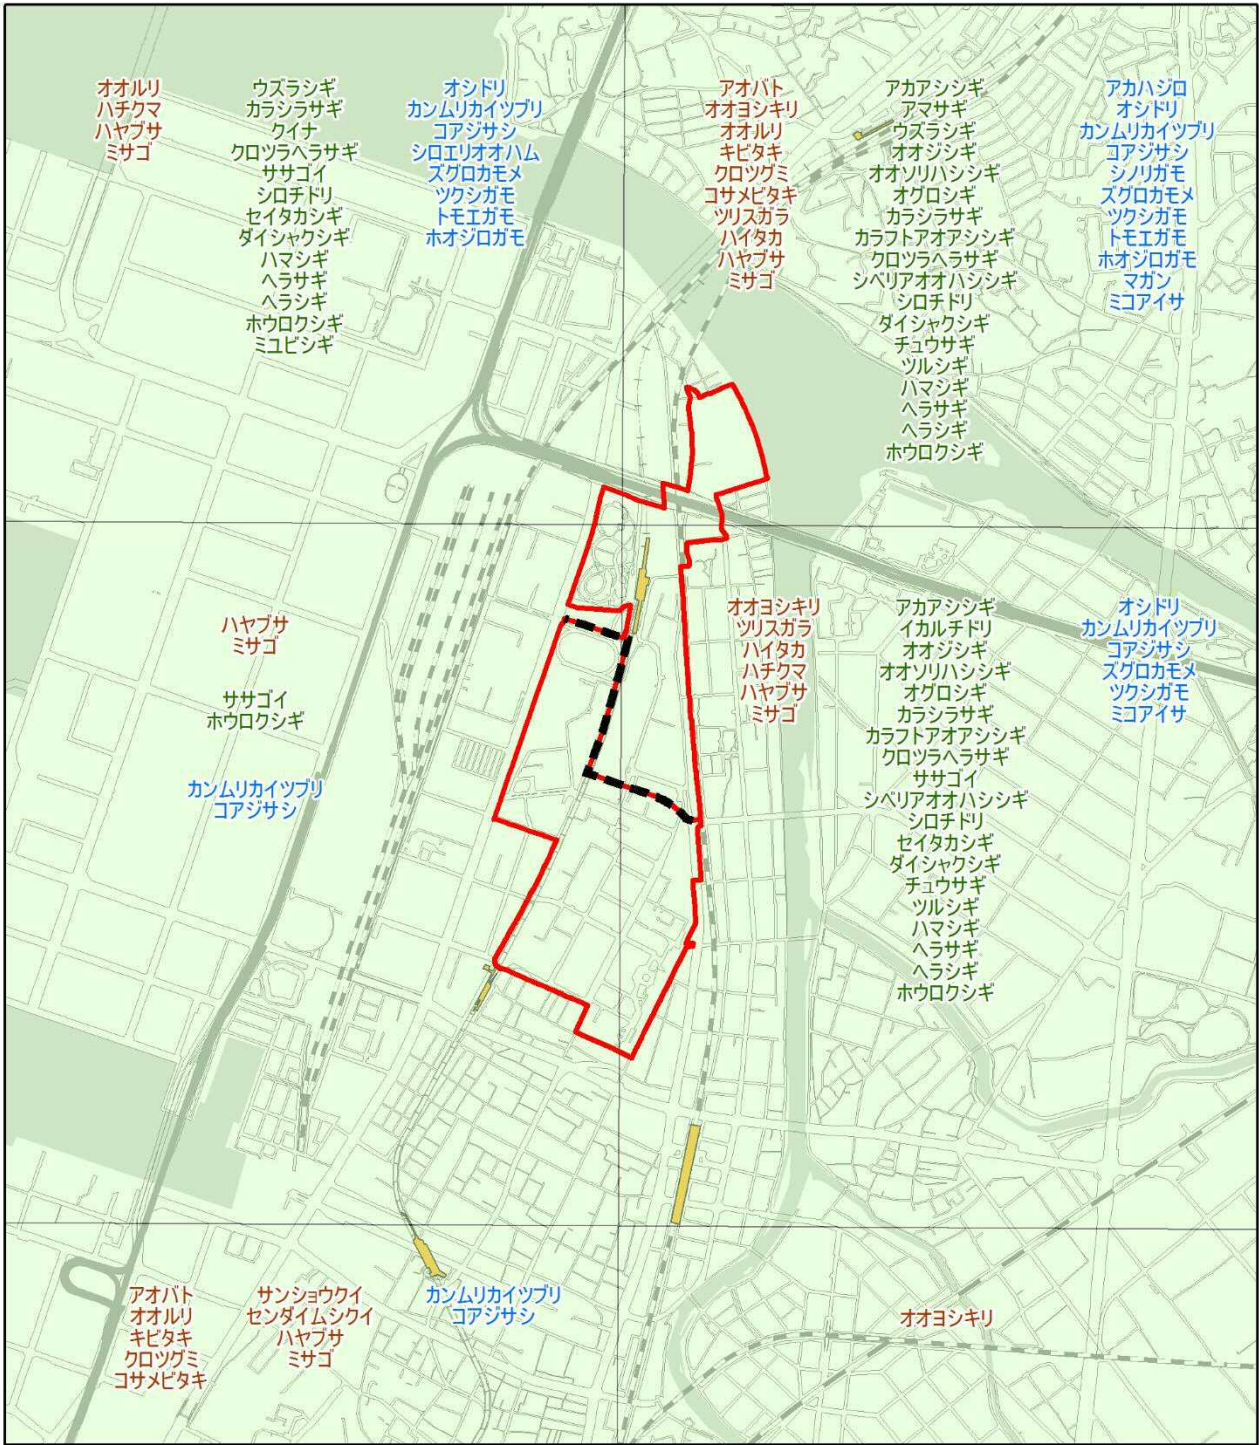 オオルリ
ハチクマ
ハヤブサ
ミサゴ
ウズラシギ
カラシラサギ
クイナ
クロツラヘラサギ
ササゴイ
シロチドリ
セイタカシギ
ダイシャクシギ
ハマシギ
ヘラサギ
ヘラシギ
ホウロクシギ
ミユビシギ
オシドリ
カンムリカイツブリ
コアジサシ
シロエリオオハム
ズグロカモメ
ツクシガモ
トモエガモ
ホオジロガモ
アオバト
オオヨシキリ
オオルリ
キビタキ
クロツグミ
コサメビタキ
ツリスガラ
ハイタカ
ハヤブサ
ミサゴ
アカアシシギ
アマサギ
ウズラシギ
オオジシギ
オオソリハシシギ
オグロシギ
カラシラサギ
カラフトアオアシシギ
クロツラヘラサギ
シベリアオオハシシギ
シロチドリ
ダイシャクシギ
チュウサギ
ツルシギ
ハマシギ
ヘラサギ
ヘラシギ
ホウロクシギ
アカハジロ
オシドリ
カンムリカイツブリ
コアジサシ
シノリガモ
ズグロカモメ
ツクシガモ
トモエガモ
ホオジロガモ
マガン
ミコアイサ
ハヤブサ
ミサゴ
ササゴイ
ホウロクシギ
カンムリカイツブリ
コアジサシ
オオヨシキリ
ツリスガラ
ハイタカ
ハチクマ
ハヤブサ
ミサゴ
アカアシシギ
イカルチドリ
オオジシギ
オオソリハシシギ
オグロシギ
カラシラサギ
カラフトアオアシシギ
クロツラヘラサギ
ササゴイ
シベリアオオハシシギ
シロチドリ
セイタカシギ
ダイシャクシギ
チュウサギ
ツルシギ
ハマシギ
ヘラサギ
ヘラシギ
ホウロクシギ
オシドリ
カンムリカイツブリ
コアジサシ
ズグロカモメ
ツクシガモ
ミコアイサ
アオバト
オオルリ
キビタキ
クロツグミ
コサメビタキ
サンショウクイ
センダイムシクイ
ハヤブサ
ミサゴ
カンムリカイツブリ
コアジサシ
オオヨシキリ